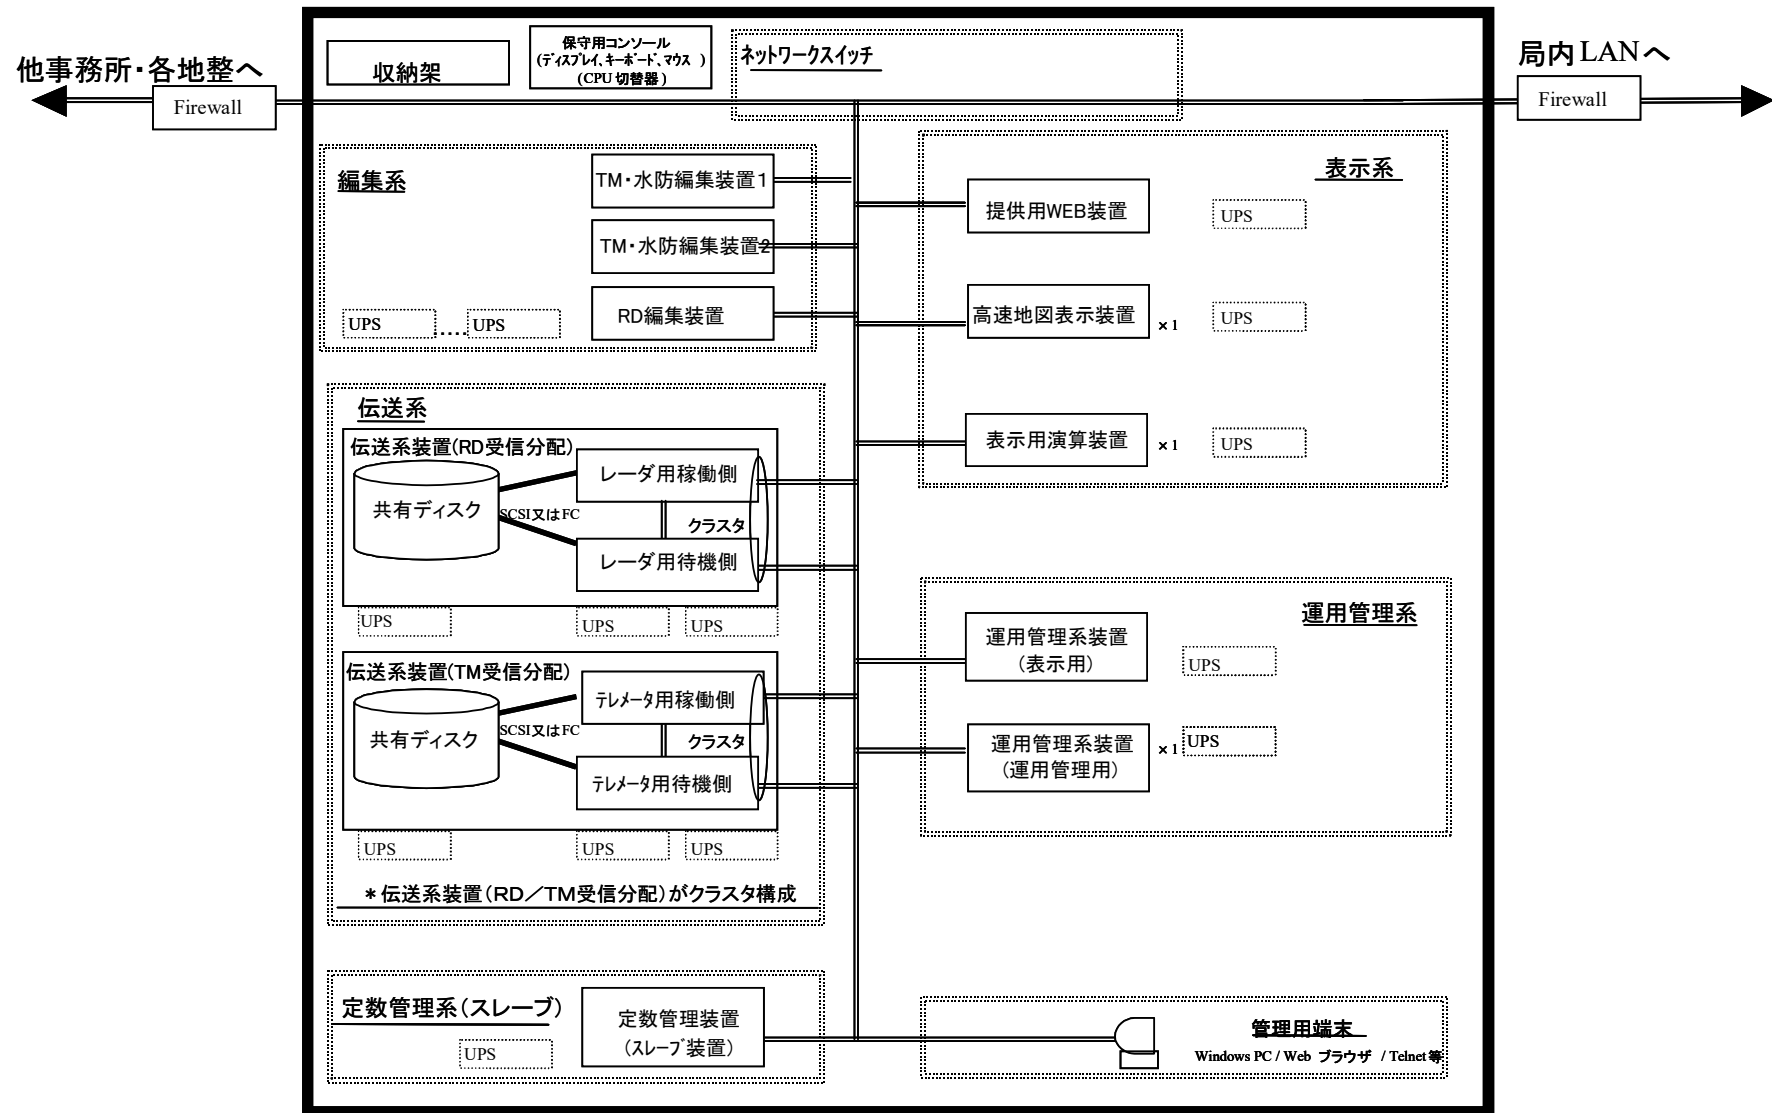 他事務所・各地整へ
Firewall
収納架
保守用コンソール
(ディスプレイ、キーボード、マウス )
(CPU 切替器 )
ネットワークスイッチ
局内 LAN へ
Firewall
編集系
TM・水防編集装置1
TM・水防編集装置2
RD編集装置
UPS
‥‥
UPS
表示系
提供用WEB装置
UPS
高速地図表示装置
×1
UPS
表示用演算装置
×1
UPS
伝送系
伝送系装置(RD受信分配)
共有ディスク
SCSI又はFC
レーダ用稼働側
クラスタ
レーダ用待機側
UPS
UPS
UPS
伝送系装置(TM受信分配)
共有ディスク
SCSI又はFC
テレメータ用稼働側
クラスタ
テレメータ用待機側
UPS
UPS
UPS
*伝送系装置(RD/TM受信分配)がクラスタ構成
運用管理系
運用管理系装置
(表示用)
UPS
運用管理系装置
(運用管理用)
×1
UPS
定数管理系(スレーブ)
UPS
定数管理装置
(スレーブ装置)
管理用端末
Windows PC / Web ブラウザ / Telnet等